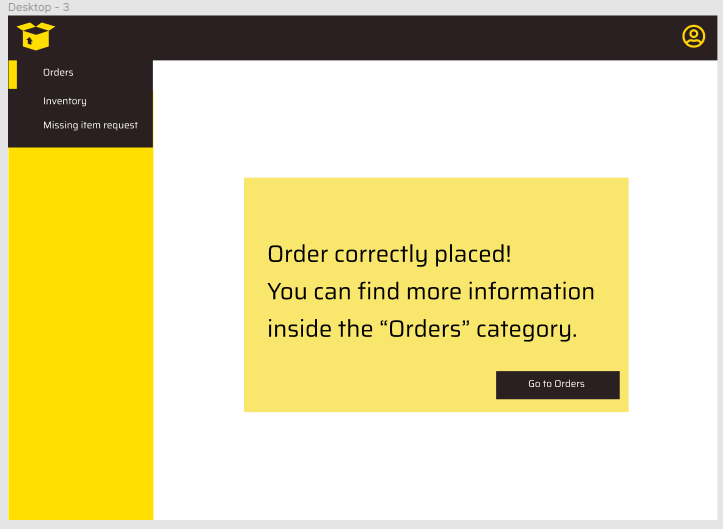 Desktop - 3
Orders
Inventory
Missing item request
Order correctly placed!
You can find more information
inside the “Orders” category.
Go to Orders